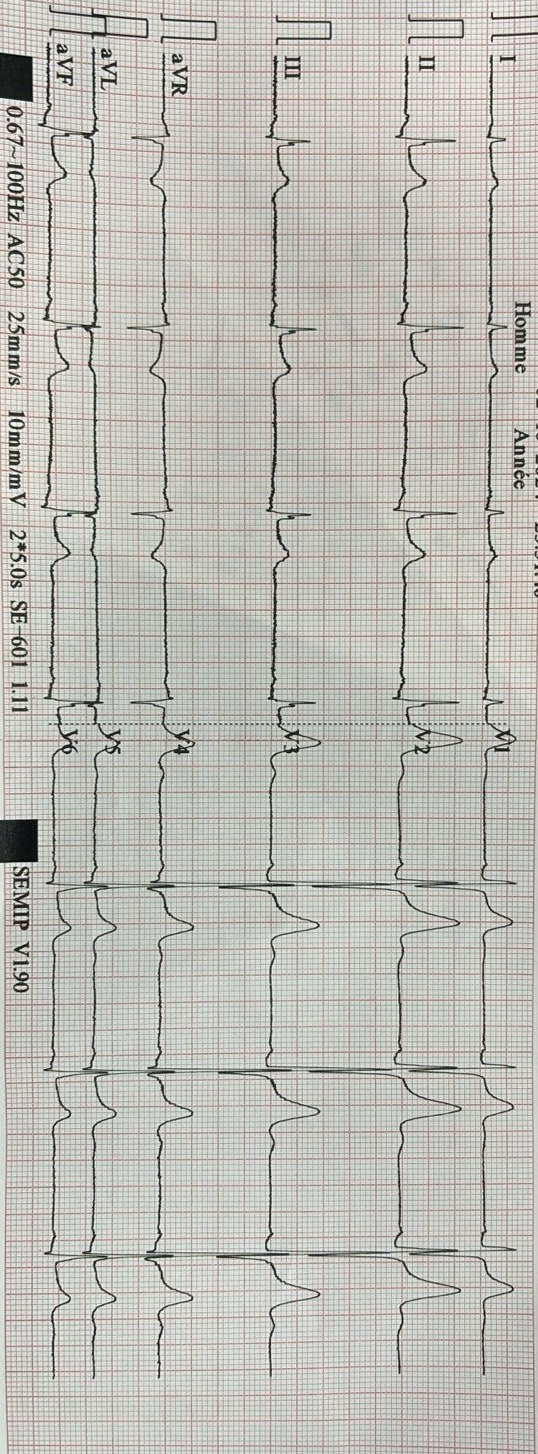 Homme Année
I
II
III
aVR
aVL
aVF
V1
V2
V3
V4
V5
V6
0.67~100Hz AC50 25mm/s 10mm/mV 2*5.0s SE-601 1.11
SEMIP V1.90